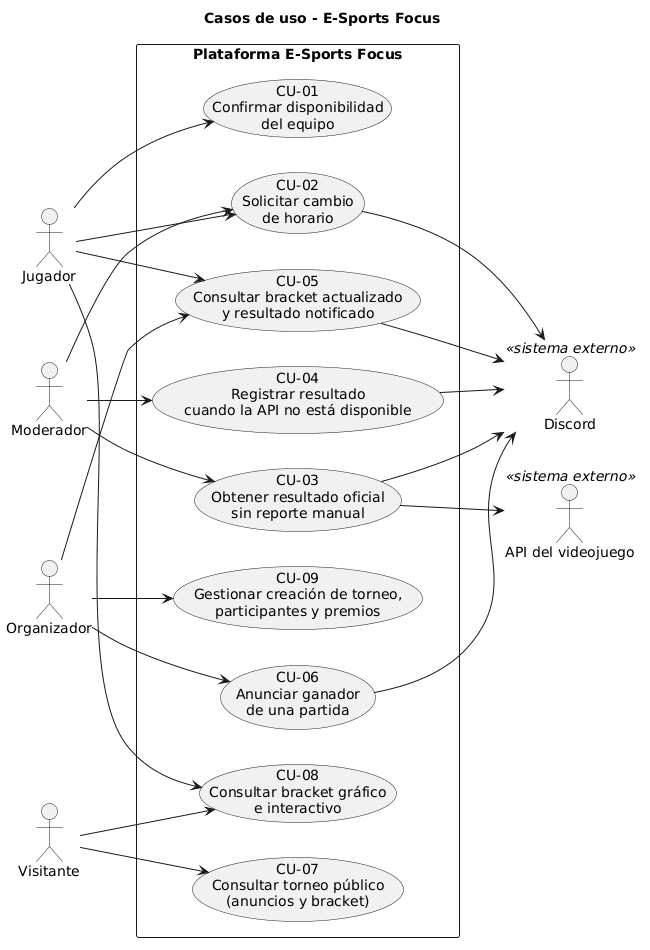 Casos de uso - E-Sports Focus
Plataforma E-Sports Focus
CU-01
Confirmar disponibilidad
del equipo
CU-02
Solicitar cambio
de horario
Jugador
CU-05
Consultar bracket actualizado
y resultado notificado
«sistema externo»
Discord
CU-04
Registrar resultado
cuando la API no está disponible
Moderador
CU-03
Obtener resultado oficial
sin reporte manual
«sistema externo»
API del videojuego
CU-09
Gestionar creación de torneo,
participantes y premios
Organizador
CU-06
Anunciar ganador
de una partida
CU-08
Consultar bracket gráfico
e interactivo
Visitante
CU-07
Consultar torneo público
(anuncios y bracket)